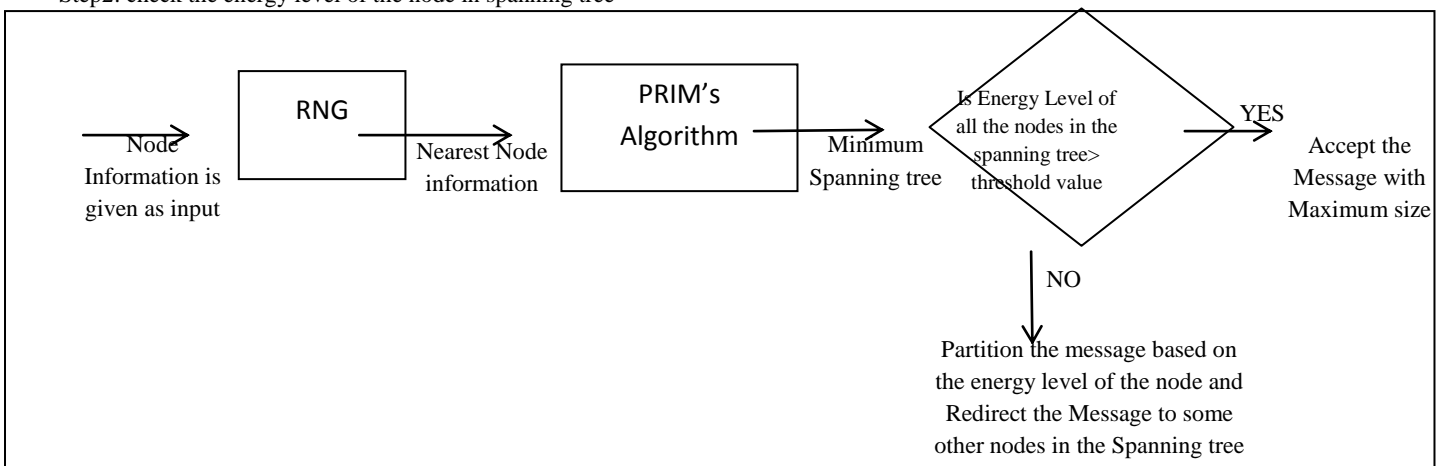 Step2: check the energy level of the node in spanning tree
Node
Information is
given as input
RNG
Nearest Node
information
PRIM's
Algorithm
Minimum
Spanning tree
Is Energy Level of
all the nodes in the
spanning tree>
threshold value
YES
Accept the
Message with
Maximum size
NO
Partition the message based on
the energy level of the node and
Redirect the Message to some
other nodes in the Spanning tree